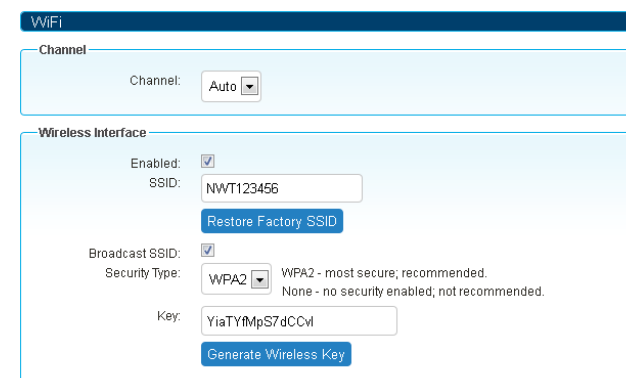 WiFi
Channel
Channel: Auto
Wireless Interface
Enabled:
SSID: NWT123456
Restore Factory SSID
Broadcast SSID:
Security Type: WPA2 WPA2 - most secure; recommended.
None - no security enabled; not recommended.
Key: YiaTYfMpS7dCCvl
Generate Wireless Key